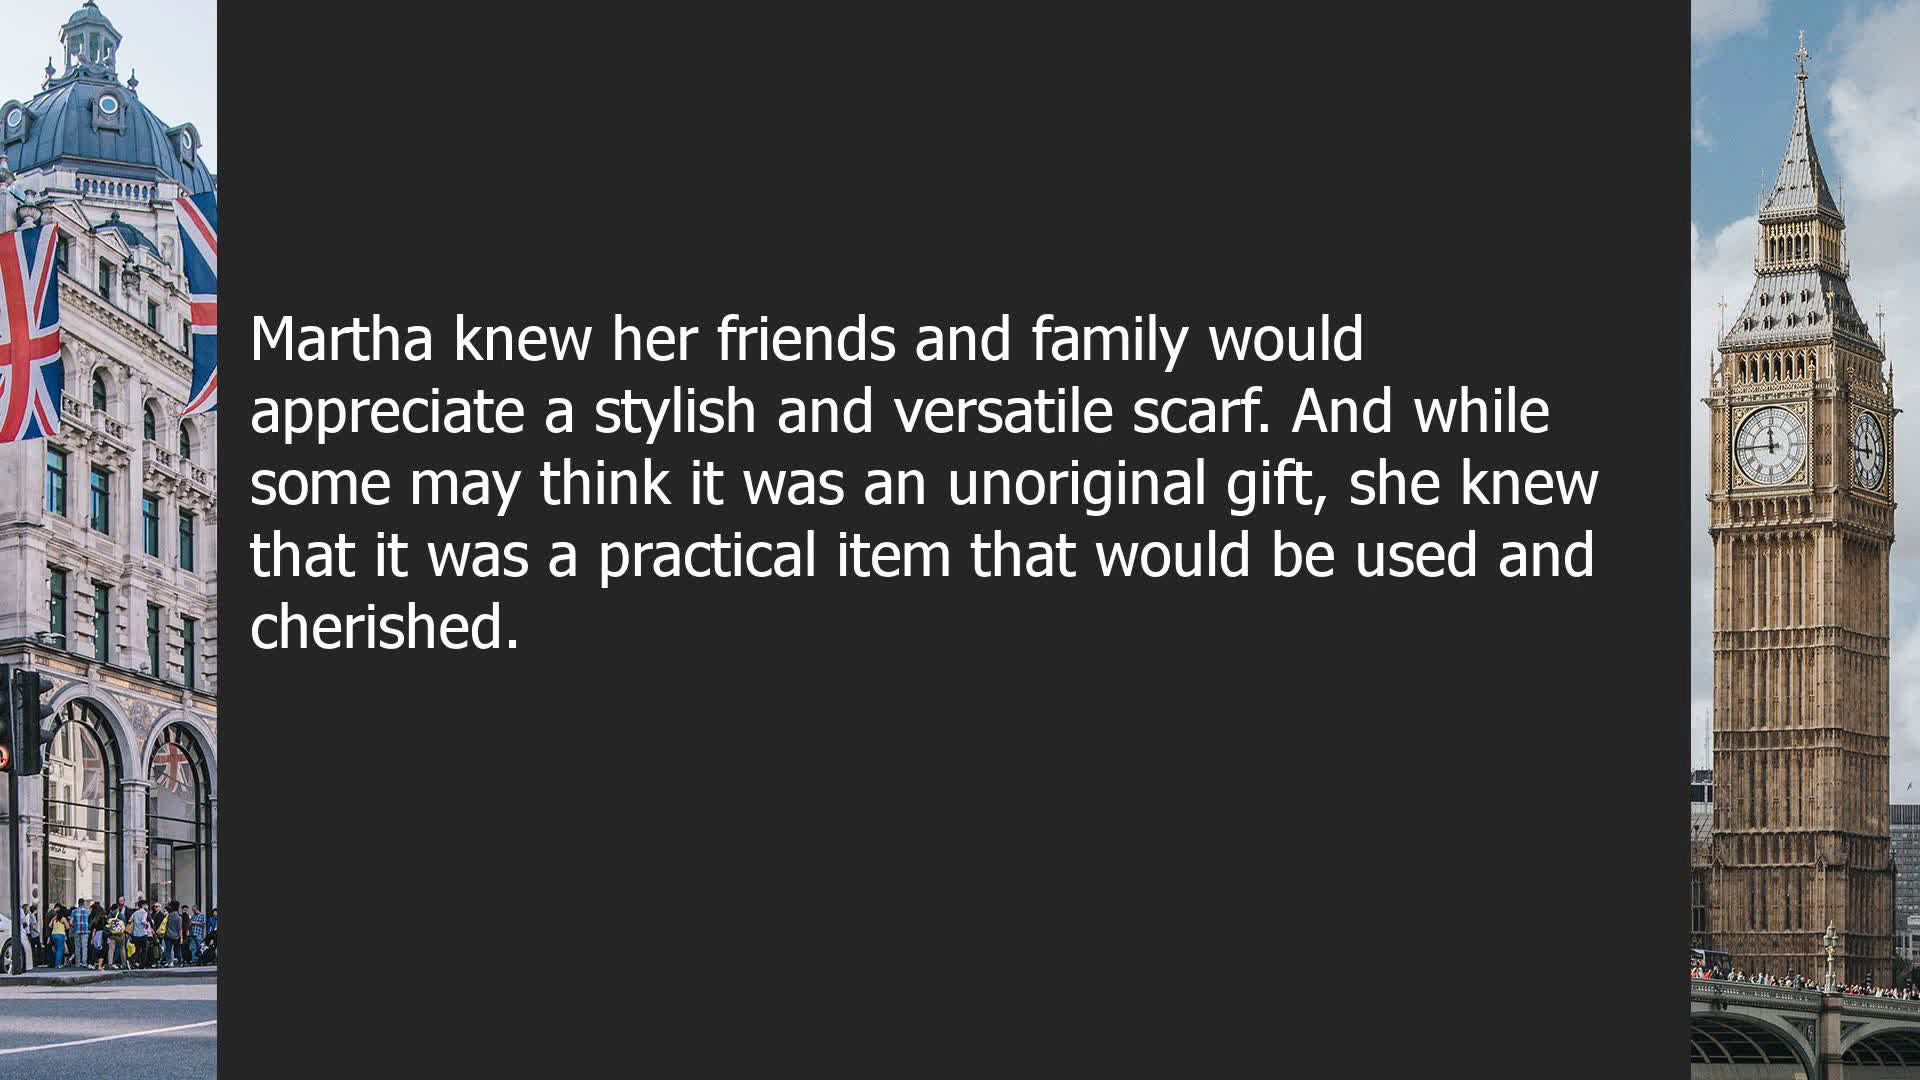 Martha knew her friends and family would
appreciate a stylish and versatile scarf. And while
some may think it was an unoriginal gift, she knew
that it was a practical item that would be used and
cherished.